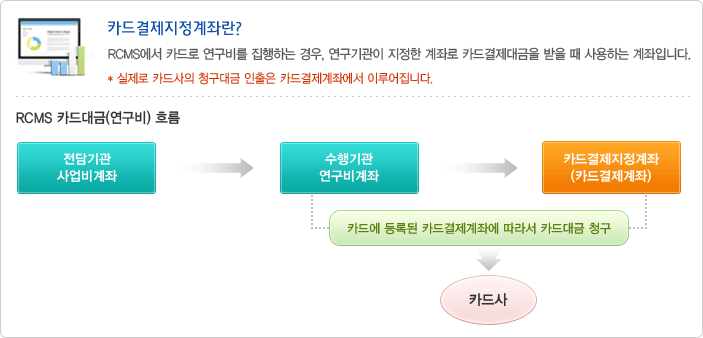 카드결제지정계좌란?
RCMS에서 카드로 연구비를 집행하는 경우, 연구기관이 지정한 계좌로 카드결제대금을 받을 때 사용하는 계좌입니다.
* 실제로 카드사의 청구대금 인출은 카드결제계좌에서 이루어집니다.
RCMS 카드대금(연구비) 흐름
전담기관
사업비계좌
수행기관
연구비계좌
카드결제지정계좌
(카드결제계좌)
카드에 등록된 카드결제계좌에 따라서 카드대금 청구
카드사